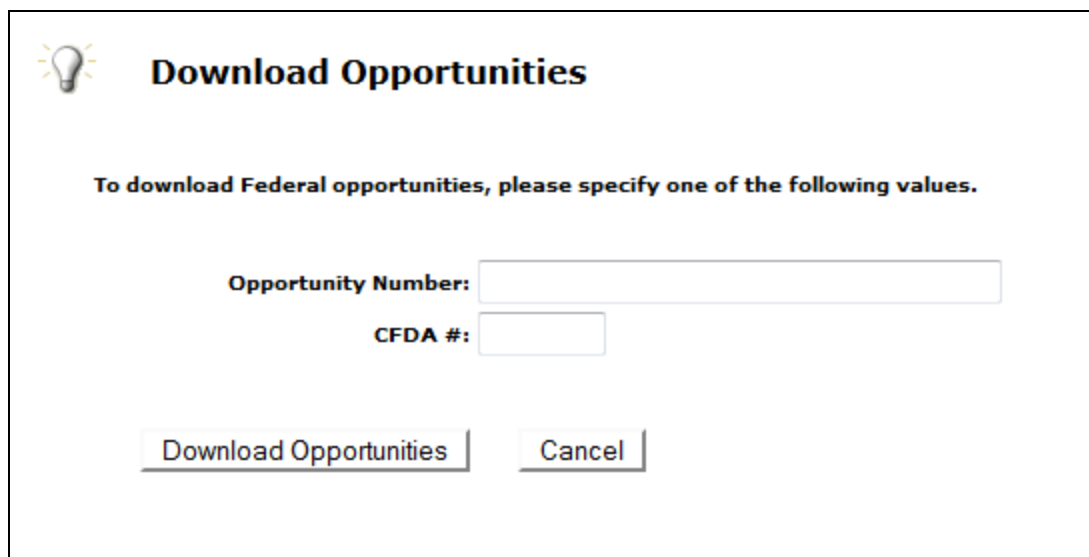 Download Opportunities
To download Federal opportunities, please specify one of the following values.
Opportunity Number:
CFDA #:
Download Opportunities Cancel